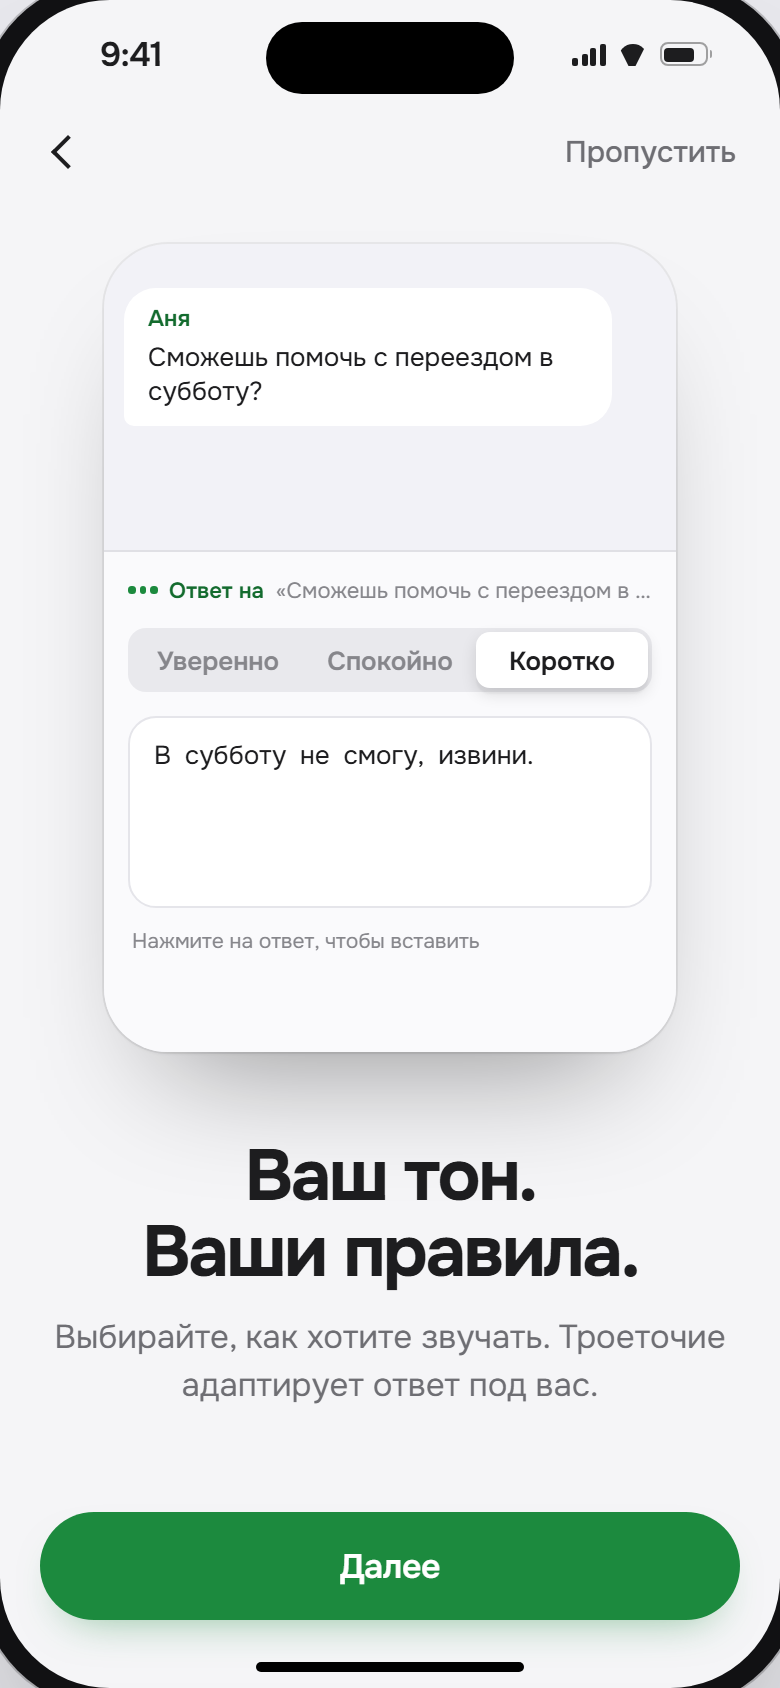 9:41
Пропустить
Аня
Сможешь помочь с переездом в
субботу?
Ответ на «Сможешь помочь с переездом в ...
Уверенно Спокойно Коротко
В субботу не смогу, извини.
Нажмите на ответ, чтобы вставить
Ваш тон.
Ваши правила.
Выбирайте, как хотите звучать. Троеточие
адаптирует ответ под вас.
Далее